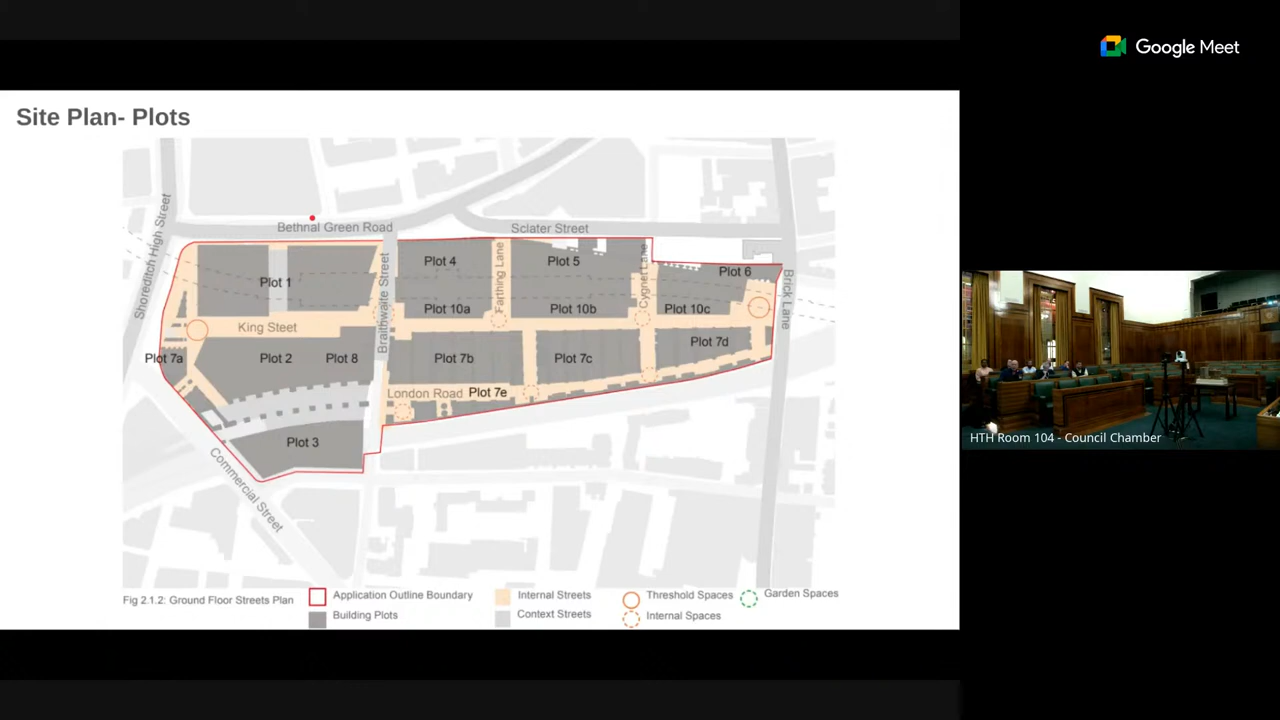 Google Meet
Site Plan- Plots
Shoreditch High Street
Bethnal Green Road
Sclater Street
Plot 1
Braithwaite Street
Plot 4
Farthing Lane
Plot 5
Cygnet Lane
Plot 6
Brick Lane
Plot 10a
Plot 10b
Plot 10c
King Steet
Plot 7a
Plot 2
Plot 8
Plot 7b
Plot 7c
Plot 7d
London Road
Plot 7e
Plot 3
Commercial Street
HTH Room 104 - Council Chamber
Fig 2.1.2: Ground Floor Streets Plan
Application Outline Boundary
Building Plots
Internal Streets
Context Streets
Threshold Spaces
Internal Spaces
Garden Spaces